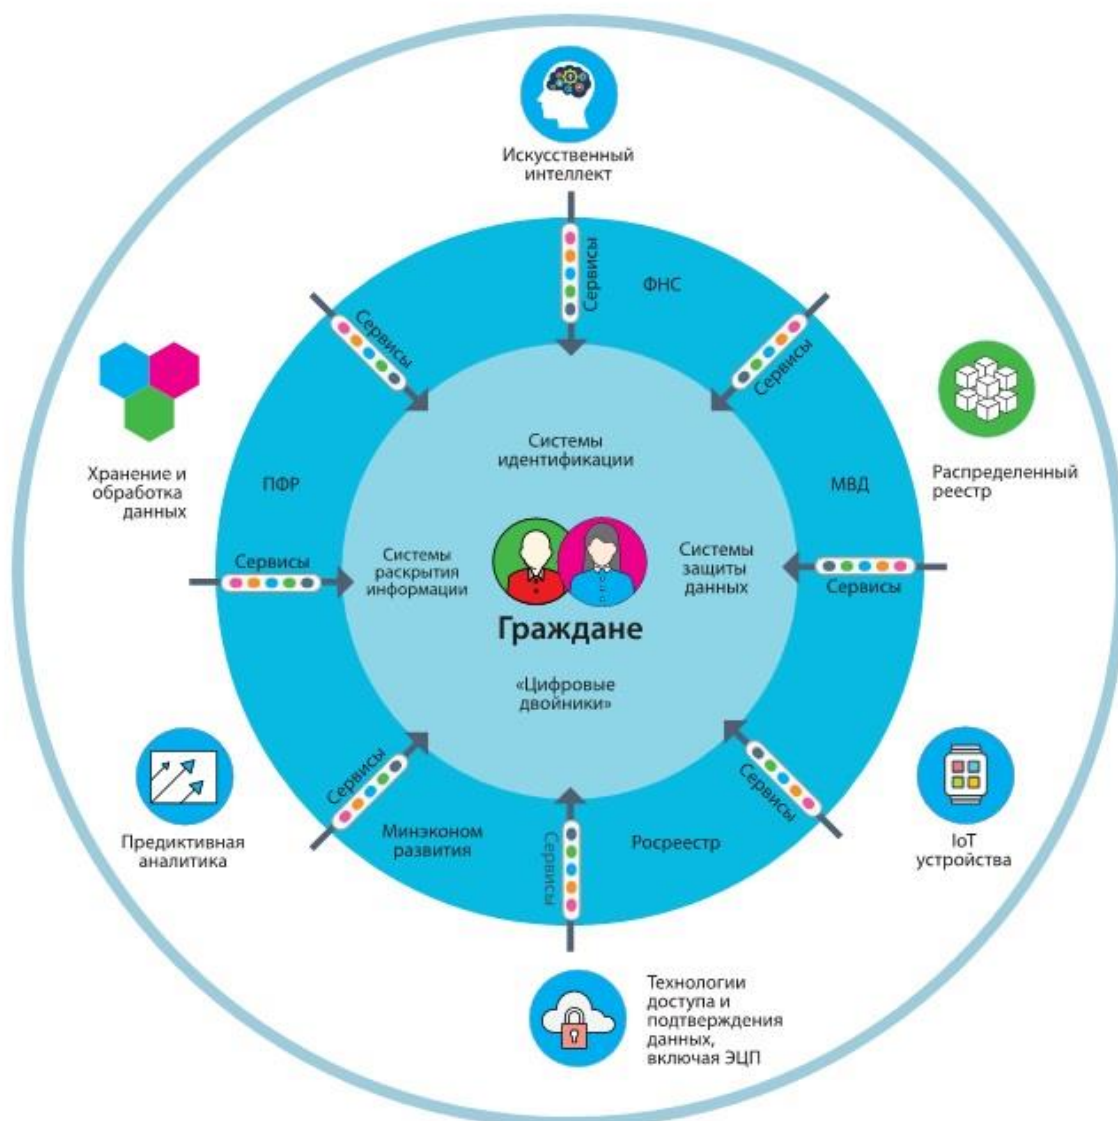 Искусственный
интеллект
Сервисы
ФНС
Сервисы
Сервисы
Хранение и
обработка
данных
ПФР
Системы
идентификации
МВД
Распределенный
реестр
Сервисы
Системы
раскрытия
информации
Системы
защиты
данных
Сервисы
Граждане
«Цифровые
двойники»
Предиктивная
аналитика
Сервисы
Минэконом
развития
Сервисы
Росреестр
Сервисы
IoT
устройства
Технологии
доступа и
подтверждения
данных,
включая ЭЦП